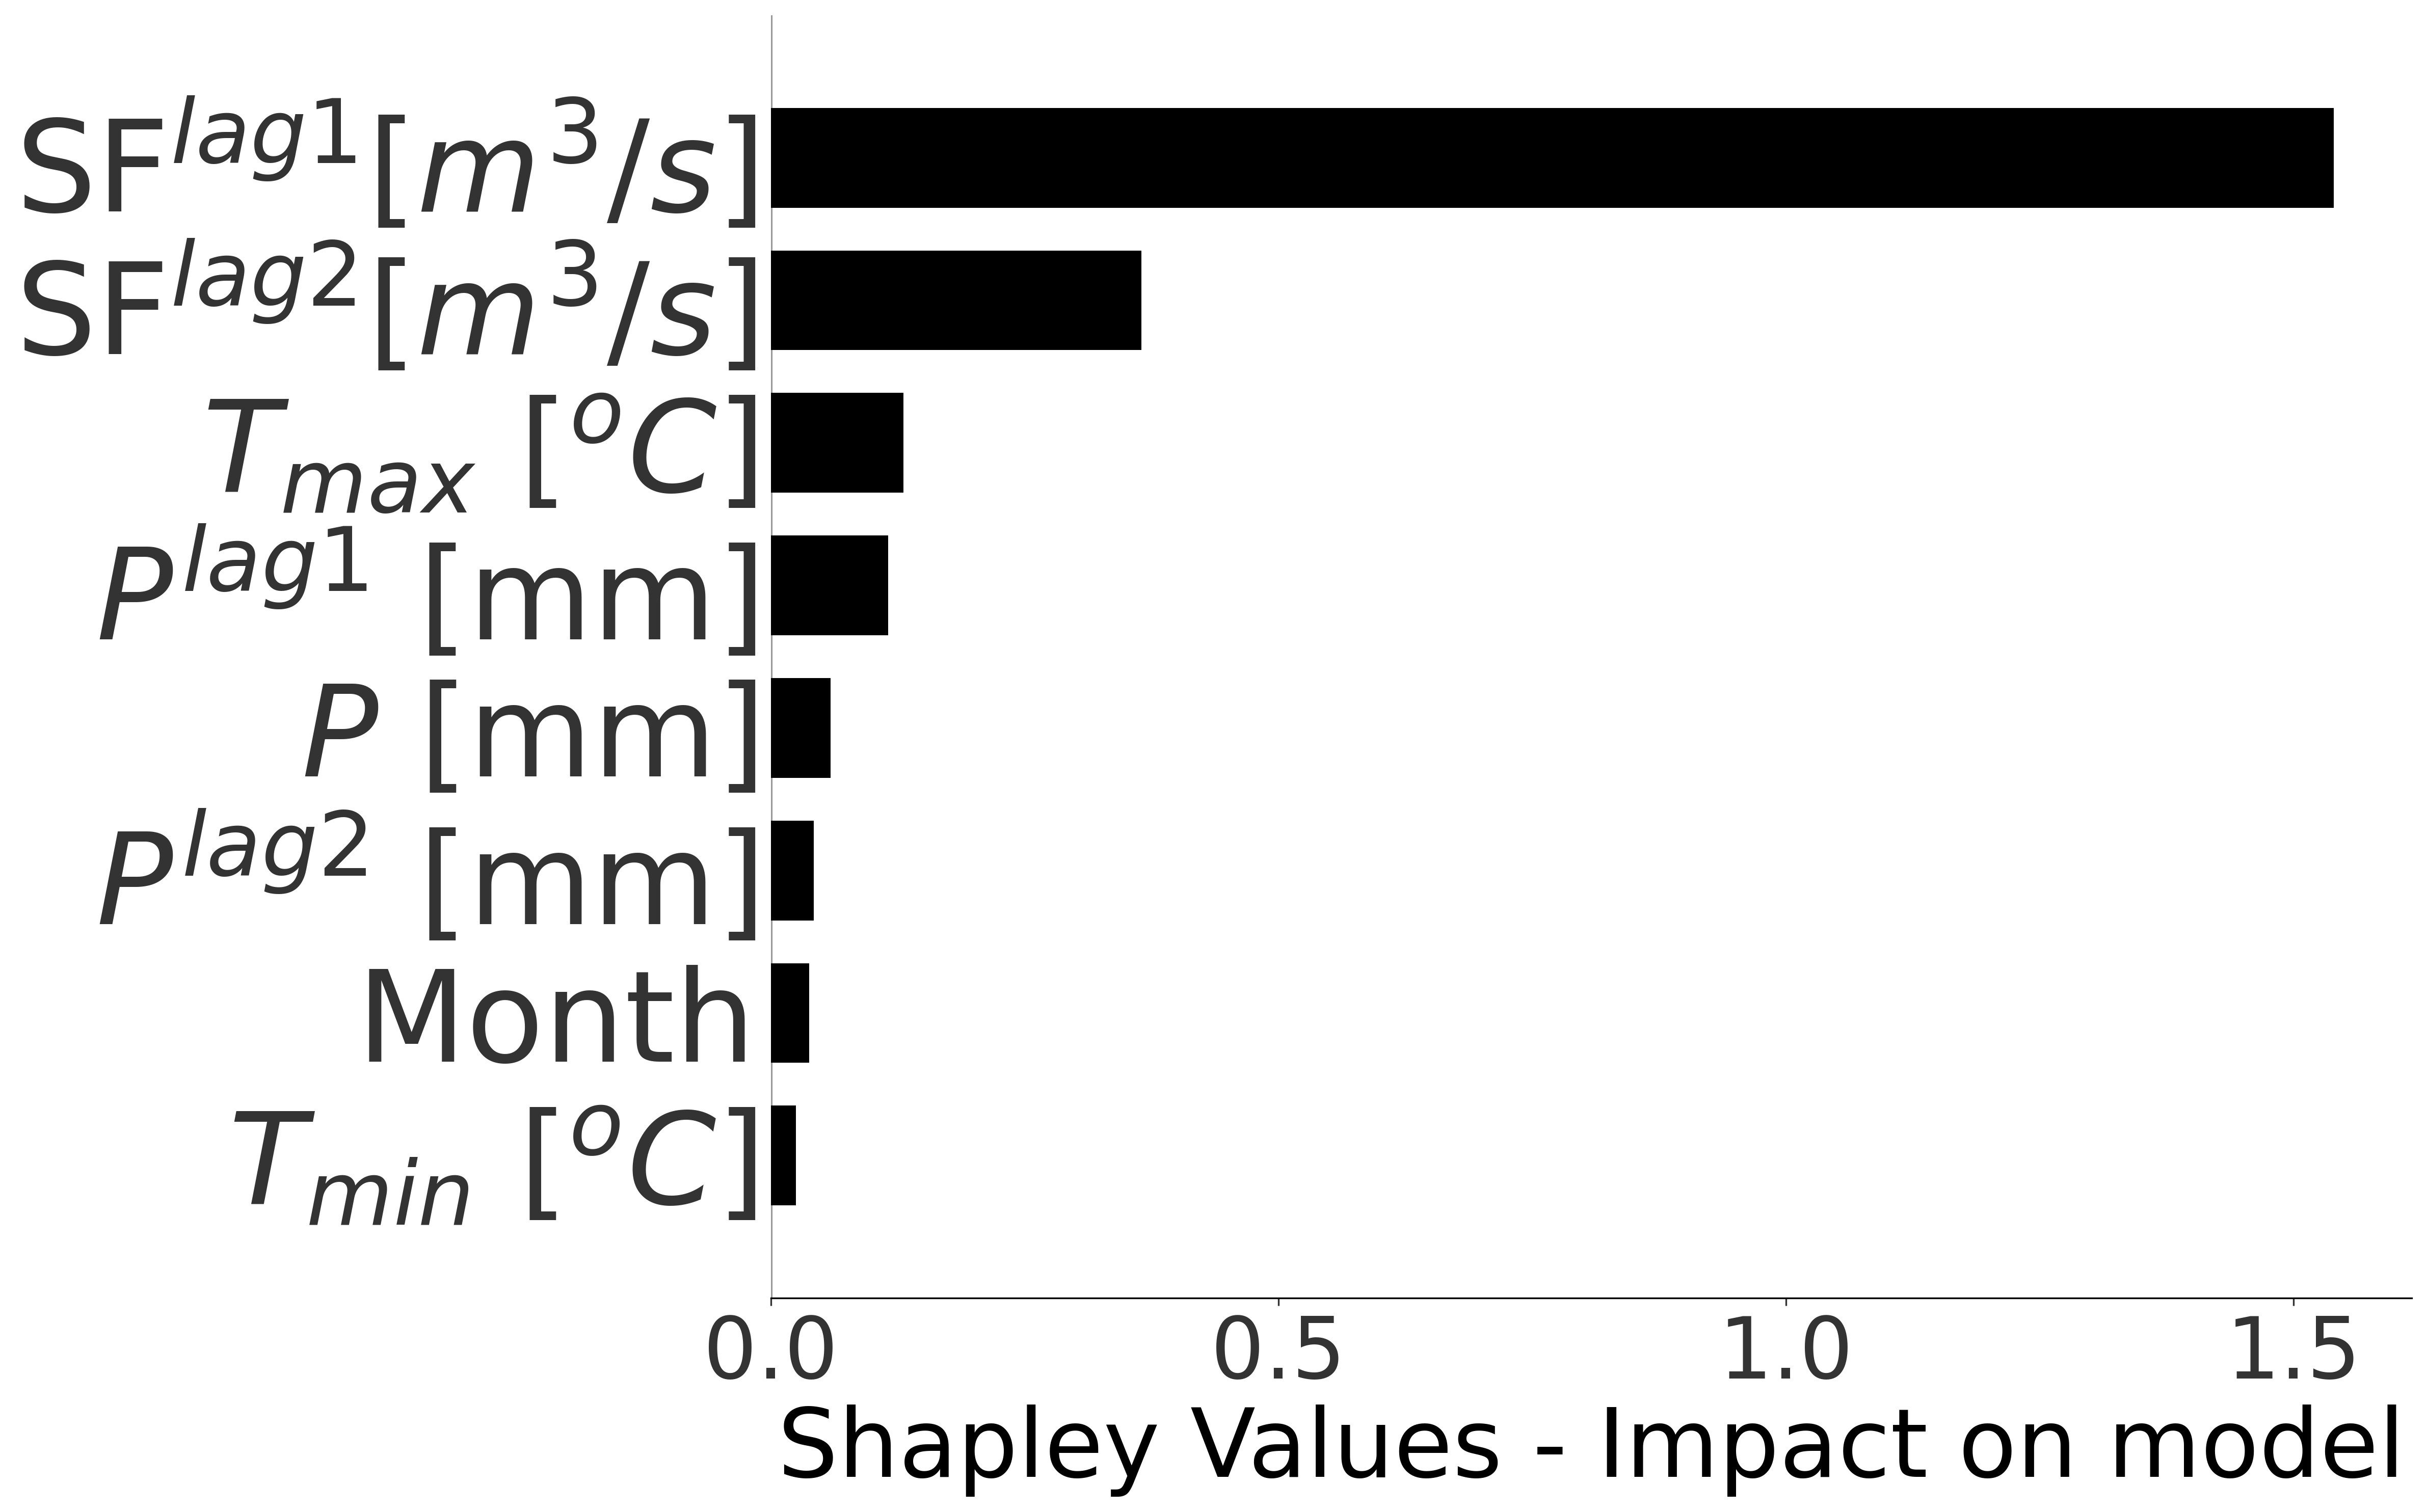 SF^lag1[m^3/s]
SF^lag2[m^3/s]
T_max [^oC]
P^lag1 [mm]
P [mm]
P^lag2 [mm]
Month
T_min [^oC]
0.0 0.5 1.0 1.5
Shapley Values - Impact on model